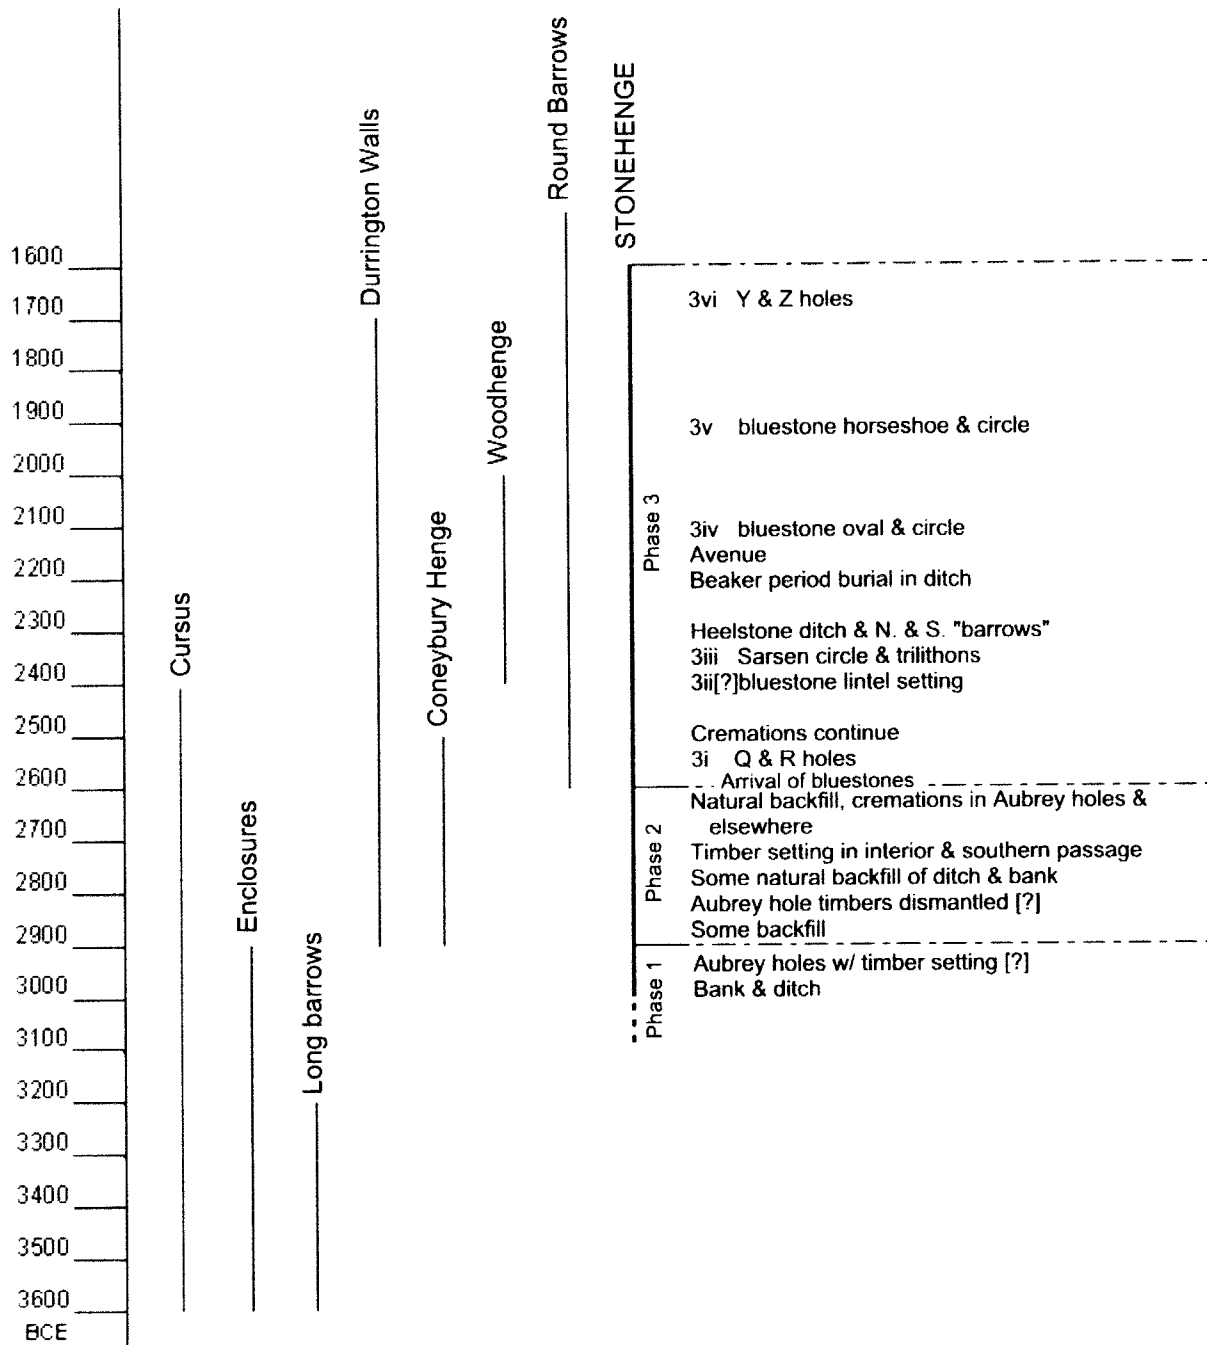 Round Barrows
STONEHENGE
Durrington Walls
Woodhenge
Coneybury Henge
Cursus
Enclosures
Long barrows
1600
1700
1800
1900
2000
2100
2200
2300
2400
2500
2600
2700
2800
2900
3000
3100
3200
3300
3400
3500
3600
BCE
Phase 3
3vi Y & Z holes
3v bluestone horseshoe & circle
3iv bluestone oval & circle
Avenue
Beaker period burial in ditch
Heelstone ditch & N. & S. "barrows"
3iii Sarsen circle & trilithons
3ii[?]bluestone lintel setting
Cremations continue
3i Q & R holes
Arrival of bluestones
Phase 2
Natural backfill, cremations in Aubrey holes &
elsewhere
Timber setting in interior & southern passage
Some natural backfill of ditch & bank
Aubrey hole timbers dismantled [?]
Some backfill
Phase 1
Aubrey holes w/ timber setting [?]
Bank & ditch